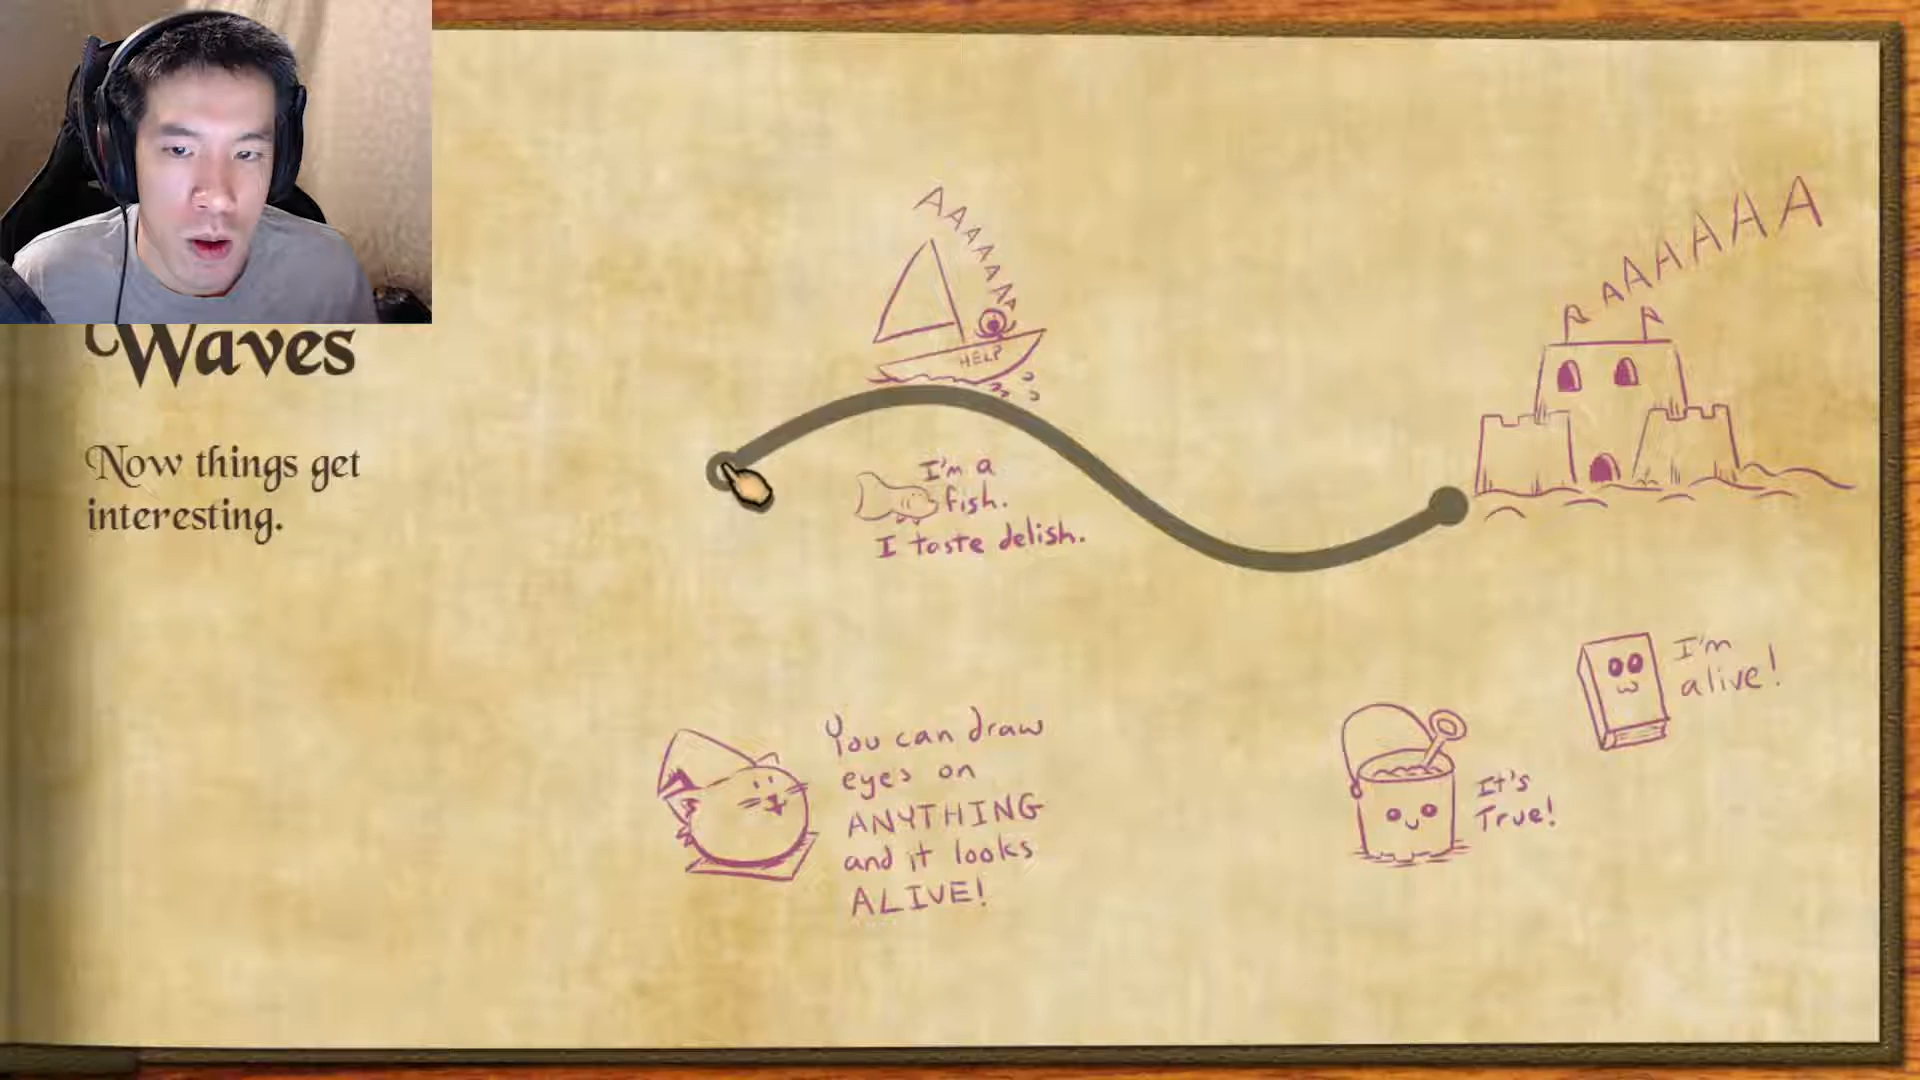 Waves
Now things get
interesting.
AAAAAAAA
HELP
AAAAAAA
I'm a
fish.
I taste delish.
You can draw
eyes on
ANYTHING
and it looks
ALIVE!
It's
True!
I'm
alive!